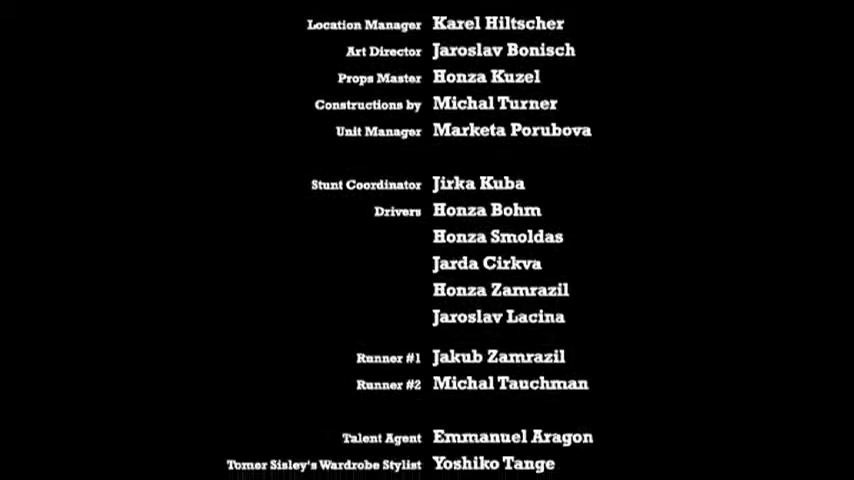 Location Manager Karel Hiltscher
Art Director Jaroslav Bonisch
Props Master Honza Kuzel
Constructions by Michal Turner
Unit Manager Marketa Porubova
Stunt Coordinator Jirka Kuba
Drivers Honza Bohm
Honza Smoldas
Jarda Cirkva
Honza Zamrazil
Jaroslav Lacina
Runner #1 Jakub Zamrazil
Runner #2 Michal Tauchman
Talent Agent Emmanuel Aragon
Tomer Sisley's Wardrobe Stylist Yoshiko Tange